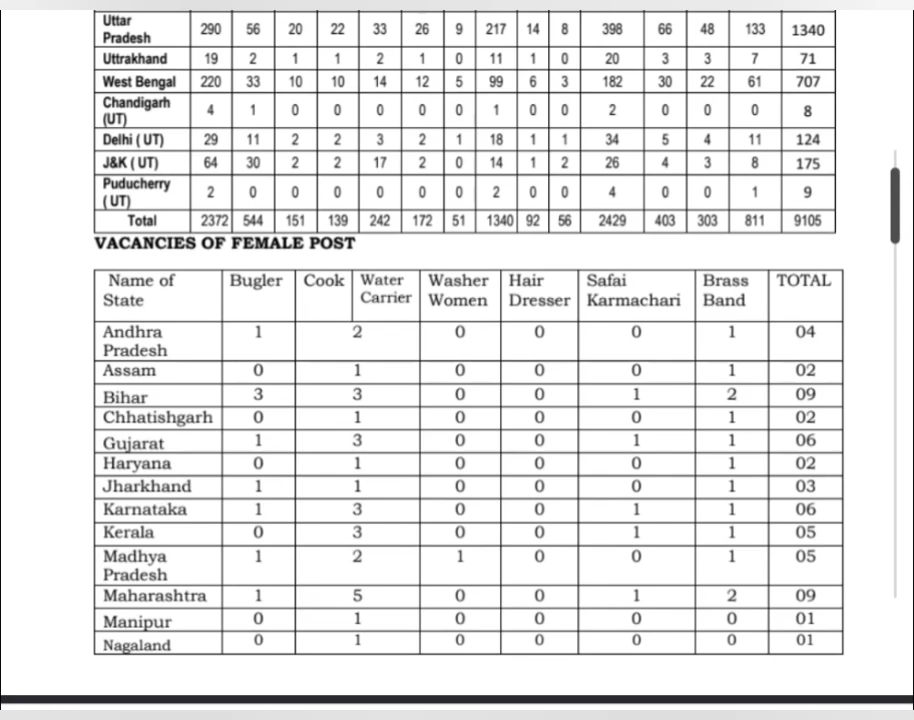 Uttar Pradesh 290 56 20 22 33 26 9 217 14 8 398 66 48 133 1340
Uttrakhand 19 2 1 1 2 1 0 11 1 0 20 3 3 7 71
West Bengal 220 33 10 10 14 12 5 99 6 3 182 30 22 61 707
Chandigarh (UT) 4 1 0 0 0 0 0 1 0 0 2 0 0 0 8
Delhi ( UT) 29 11 2 2 3 2 1 18 1 1 34 5 4 11 124
J&K ( UT) 64 30 2 2 17 2 0 14 1 2 26 4 3 8 175
Puducherry ( UT) 2 0 0 0 0 0 0 2 0 0 4 0 0 1 9
Total 2372 544 151 139 242 172 51 1340 92 56 2429 403 303 811 9105
VACANCIES OF FEMALE POST
Name of State Bugler Cook Water Carrier Washer Women Hair Dresser Safai Karmachari Brass Band TOTAL
Andhra Pradesh 1 2 0 0 0 1 04
Assam 0 1 0 0 0 1 02
Bihar 3 3 0 0 1 2 09
Chhatishgarh 0 1 0 0 0 1 02
Gujarat 1 3 0 0 1 1 06
Haryana 0 1 0 0 0 1 02
Jharkhand 1 1 0 0 0 1 03
Karnataka 1 3 0 0 1 1 06
Kerala 0 3 0 0 1 1 05
Madhya Pradesh 1 2 1 0 0 1 05
Maharashtra 1 5 0 0 1 2 09
Manipur 0 1 0 0 0 0 01
Nagaland 0 1 0 0 0 0 01